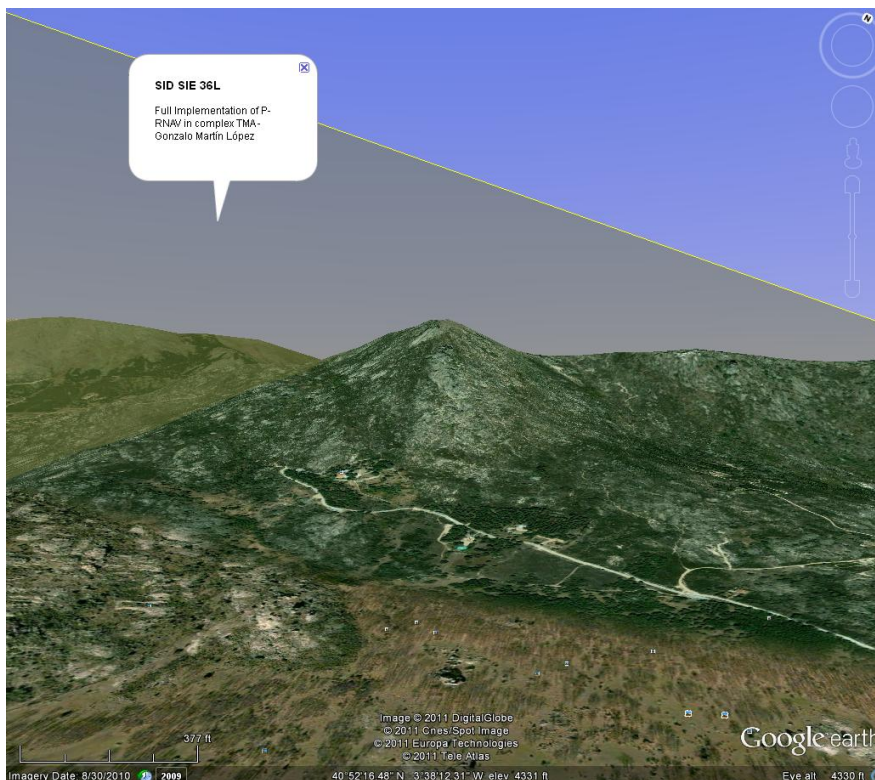 N
SID SIE 36L
Full Implementation of P-
RNAV in complex TMA-
Gonzalo Martín López
377 ft
Image © 2011 DigitalGlobe
© 2011 Cnes/Spot Image
© 2011 Europa Technologies
© 2011 Tele Atlas
Google earth
Imagery Date: 8/30/2010 2009 40°52'16.48" N 3°38'12.31" W elev 4331 ft Eye alt 4330 ft